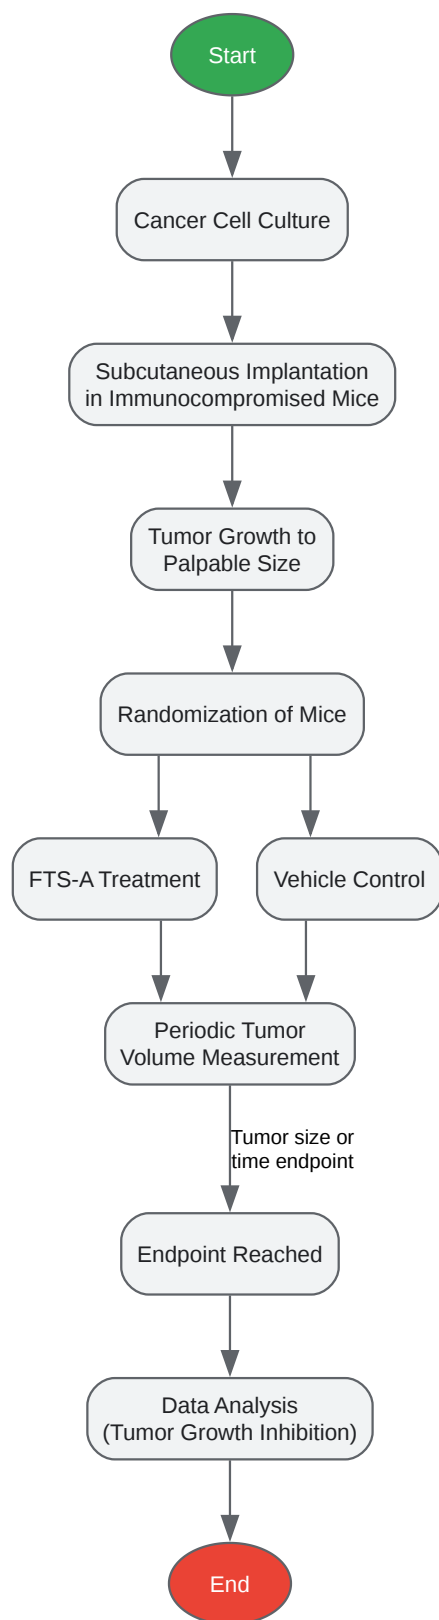 Start
Cancer Cell Culture
Subcutaneous Implantation
in Immunocompromised Mice
Tumor Growth to
Palpable Size
Randomization of Mice
FTS-A Treatment
Vehicle Control
Periodic Tumor
Volume Measurement
Tumor size or
time endpoint
Endpoint Reached
Data Analysis
(Tumor Growth Inhibition)
End